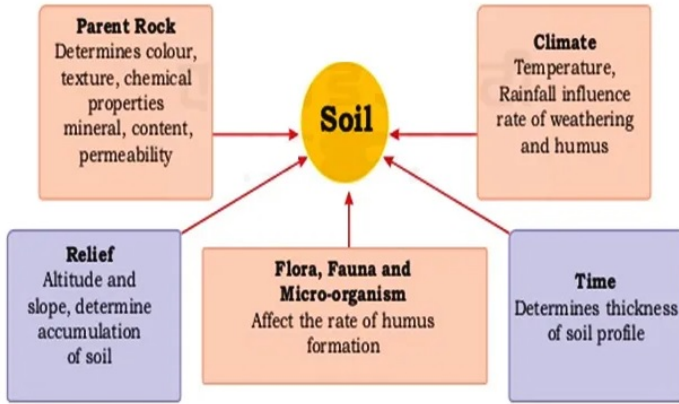 Parent Rock
Determines colour,
texture, chemical
properties
mineral, content,
permeability
Soil
Climate
Temperature,
Rainfall influence
rate of weathering
and humus
Relief
Altitude and
slope, determine
accumulation
of soil
Flora, Fauna and
Micro-organism
Affect the rate of humus
formation
Time
Determines thickness
of soil profile